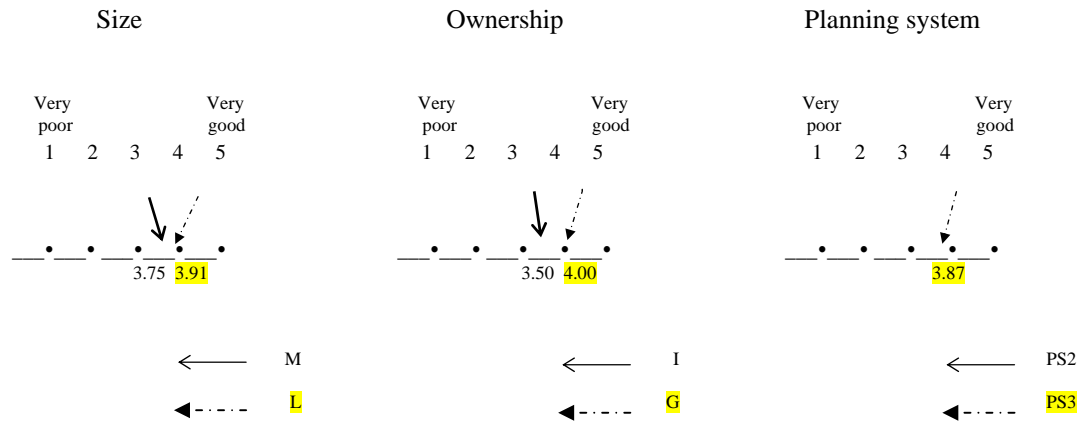 Size Ownership Planning system
Very Very Very Very Very Very
poor good poor good poor good
1 2 3 4 5 1 2 3 4 5 1 2 3 4 5
3.75 3.91 3.50 4.00 3.87
M I PS2
L G PS3